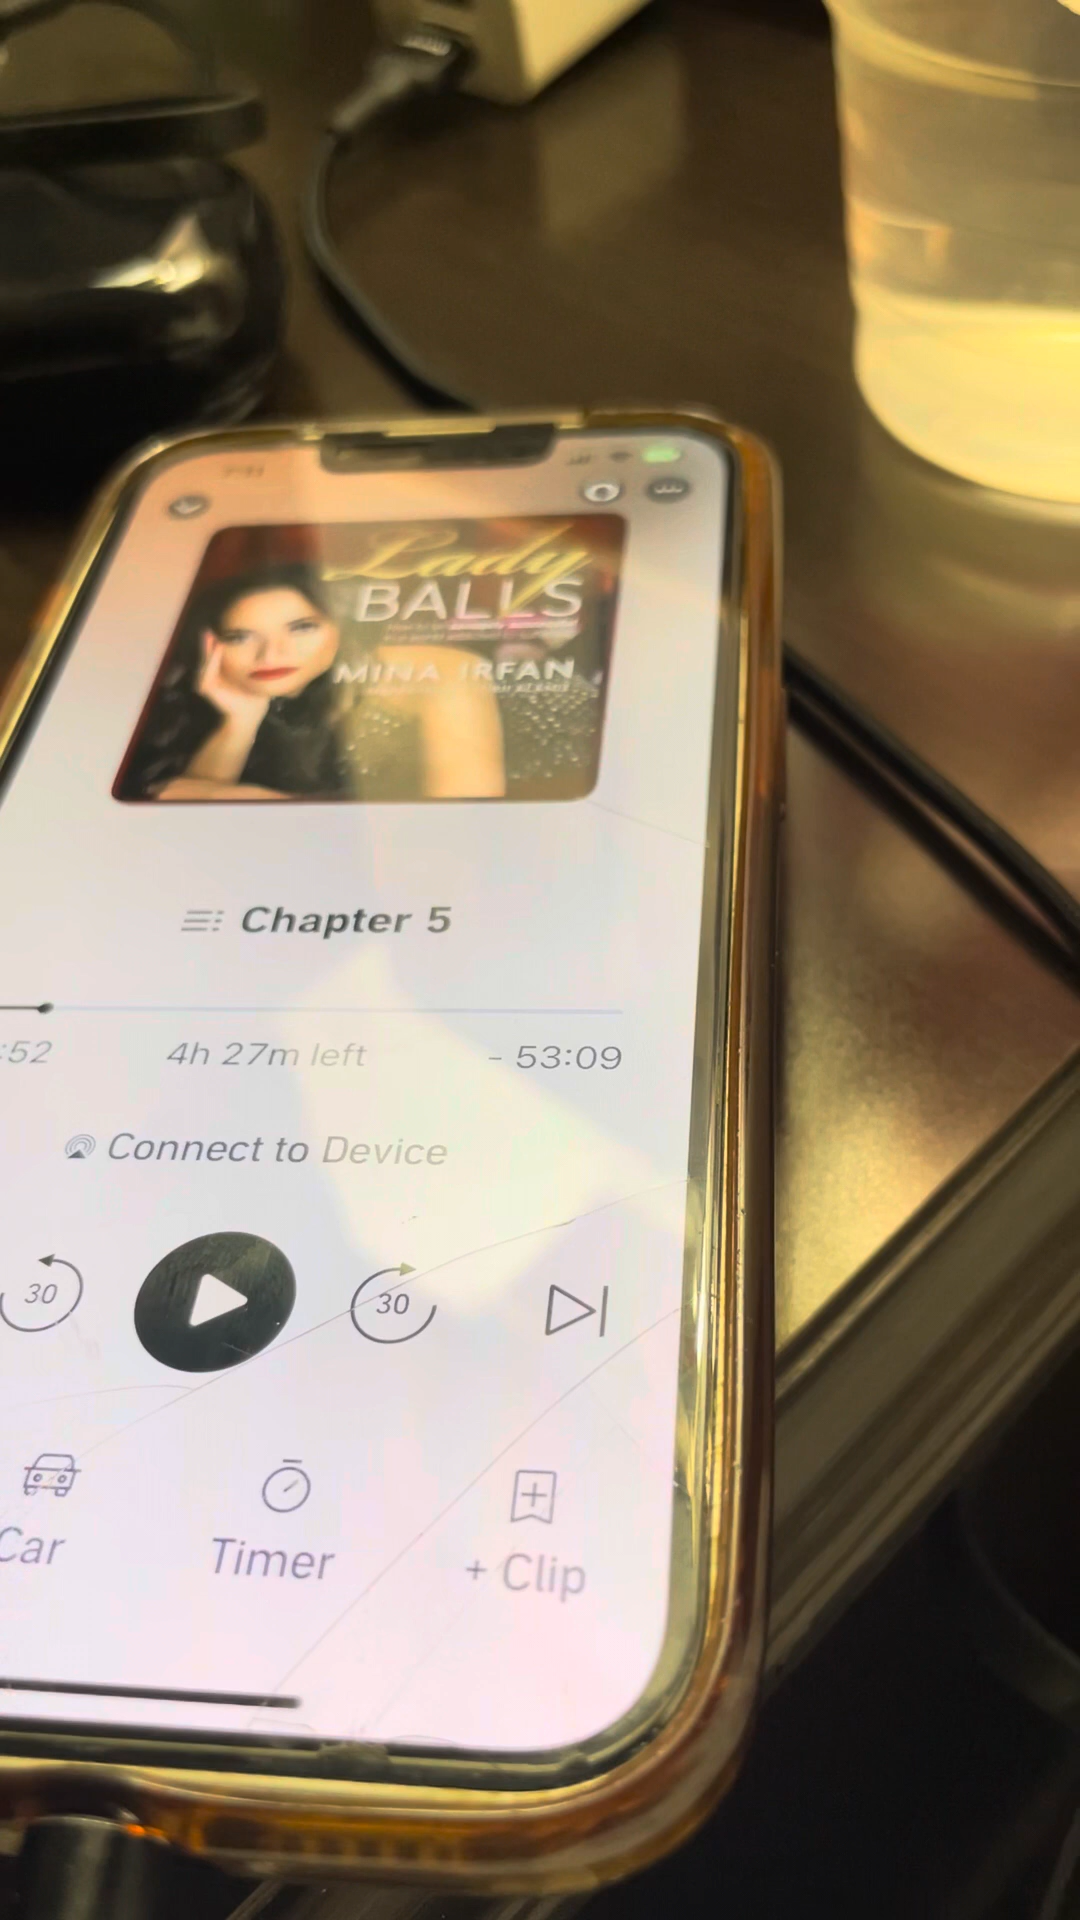 Lady
BALLS
MINA IRFAN
Chapter 5
:52
4h 27m left
- 53:09
Connect to Device
30
30
Car
Timer
+ Clip